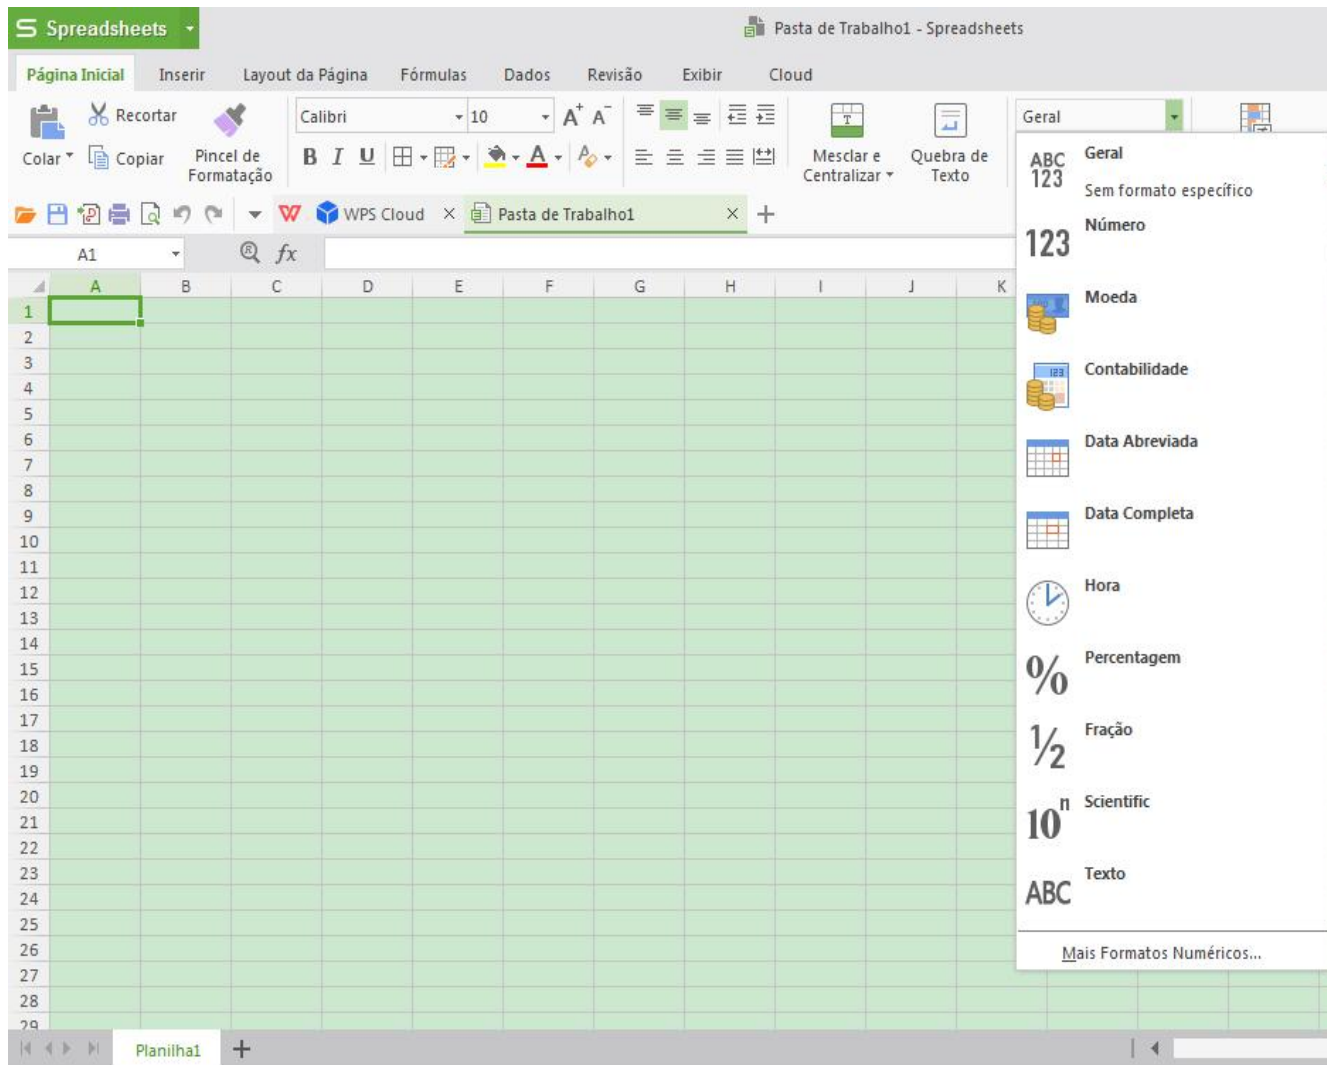 Spreadsheets
Pasta de Trabalho1 - Spreadsheets
Página Inicial Inserir Layout da Página Fórmulas Dados Revisão Exibir Cloud
Recortar Calibri 10 A+ A- Geral
Colar Copiar Pincel de Formatação B I U A Mesclar e Centralizar Quebra de Texto
WPS Cloud Pasta de Trabalho1
A1 fx
A B C D E F G H I J K
1
2
3
4
5
6
7
8
9
10
11
12
13
14
15
16
17
18
19
20
21
22
23
24
25
26
27
28
29
ABC 123 Geral
Sem formato específico
123 Número
Moeda
123 Contabilidade
Data Abreviada
Data Completa
Hora
% Percentagem
½ Fração
10ⁿ Scientific
ABC Texto
Mais Formatos Numéricos...
Planilha1